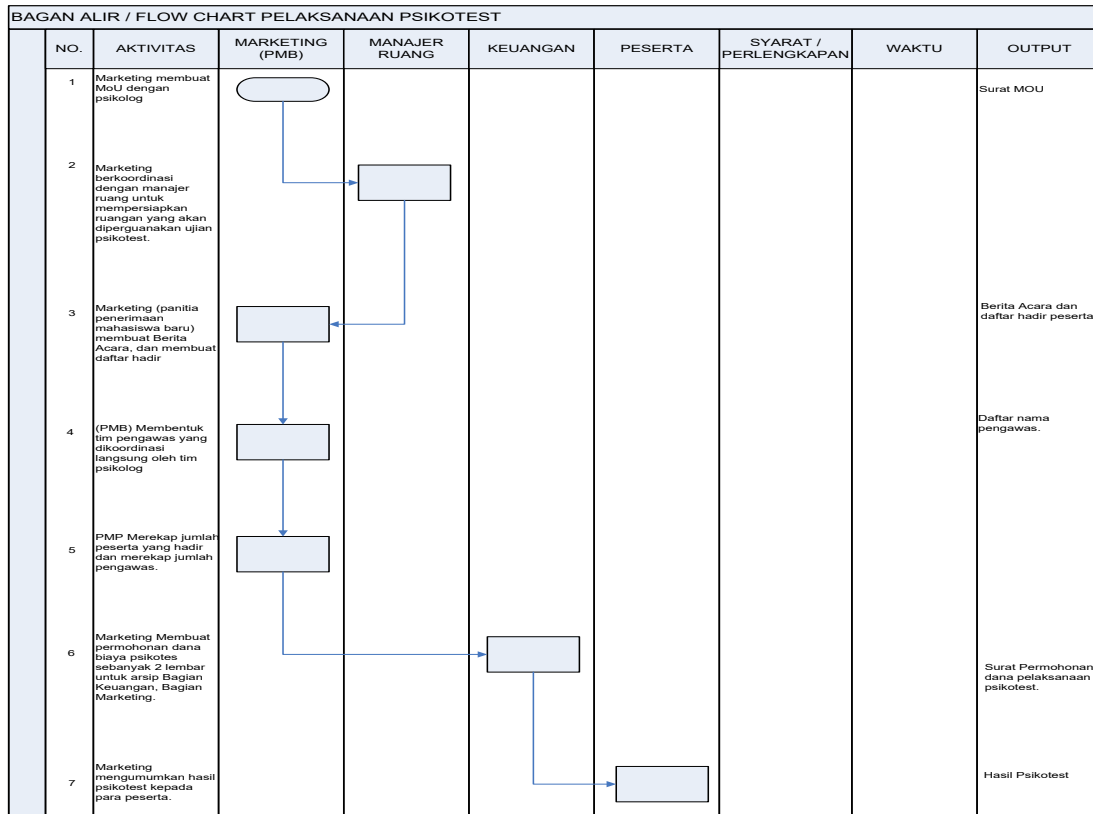 BAGAN ALIR / FLOW CHART PELAKSANAAN PSIKOTEST
NO.
AKTIVITAS
MARKETING
(PMB)
MANAJER
RUANG
KEUANGAN
PESERTA
SYARAT /
PERLENGKAPAN
WAKTU
OUTPUT
1
Marketing membuat
MoU dengan
psikolog
Surat MOU
2
Marketing
berkoordinasi
dengan manajer
ruang untuk
mempersiapkan
ruangan yang akan
diperguanakan ujian
psikotest.
3
Marketing (panitia
penerimaan
mahasiswa baru)
membuat Berita
Acara, dan membuat
daftar hadir
Berita Acara dan
daftar hadir peserta
4
(PMB) Membentuk
tim pengawas yang
dikoordinasi
langsung oleh tim
psikolog
Daftar nama
pengawas.
5
PMP Merekap jumlah
peserta yang hadir
dan merekap jumlah
pengawas.
6
Marketing Membuat
permohonan dana
biaya psikotes
sebanyak 2 lembar
untuk arsip Bagian
Keuangan, Bagian
Marketing.
Surat Permohonan
dana pelaksanaan
psikotest.
7
Marketing
mengumumkan hasil
psikotest kepada
para peserta.
Hasil Psikotest